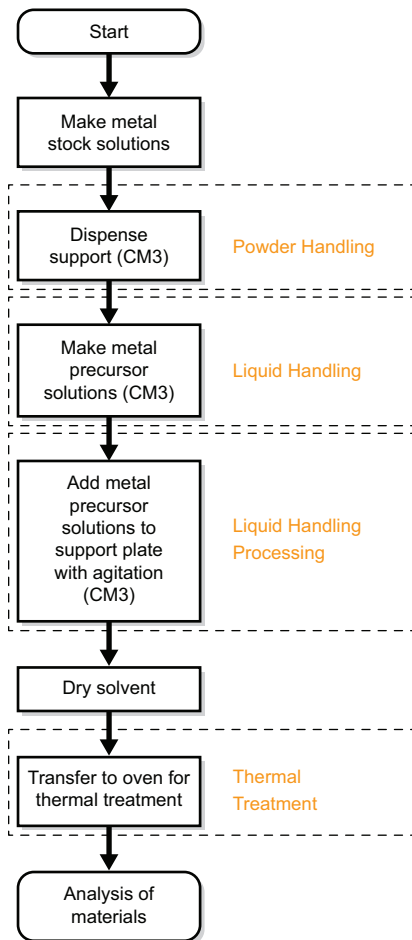 Start
Make metal
stock solutions
Dispense
support (CM3)
Powder Handling
Make metal
precursor
solutions (CM3)
Liquid Handling
Add metal
precursor
solutions to
support plate
with agitation
(CM3)
Liquid Handling
Processing
Dry solvent
Transfer to oven for
thermal treatment
Thermal
Treatment
Analysis of
materials